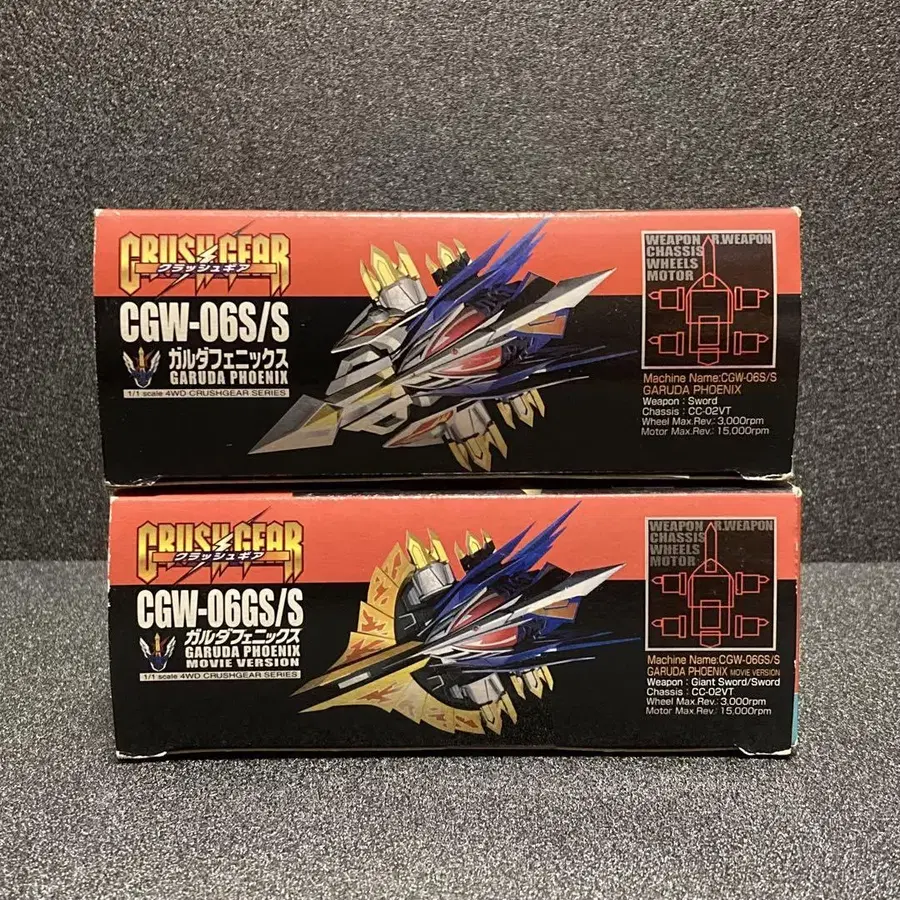 CRUSH GEAR
クラッシュギア
CGW-06S/S
ガルダフェニックス
GARUDA PHOENIX
1/1 scale 4WD CRUSHGEAR SERIES
WEAPON R.WEAPON
CHASSIS
WHEELS
MOTOR
Machine Name:CGW-06S/S
GARUDA PHOENIX
Weapon : Sword
Chassis : CC-02VT
Wheel Max.Rev.: 3,000rpm
Motor Max.Rev.: 15,000rpm
CRUSH GEAR
クラッシュギア
CGW-06GS/S
ガルダフェニックス
GARUDA PHOENIX
MOVIE VERSION
1/1 scale 4WD CRUSHGEAR SERIES
WEAPON R.WEAPON
CHASSIS
WHEELS
MOTOR
Machine Name:CGW-06GS/S
GARUDA PHOENIX MOVIE VERSION
Weapon : Giant Sword/Sword
Chassis : CC-02VT
Wheel Max.Rev.: 3,000rpm
Motor Max.Rev.: 15,000rpm